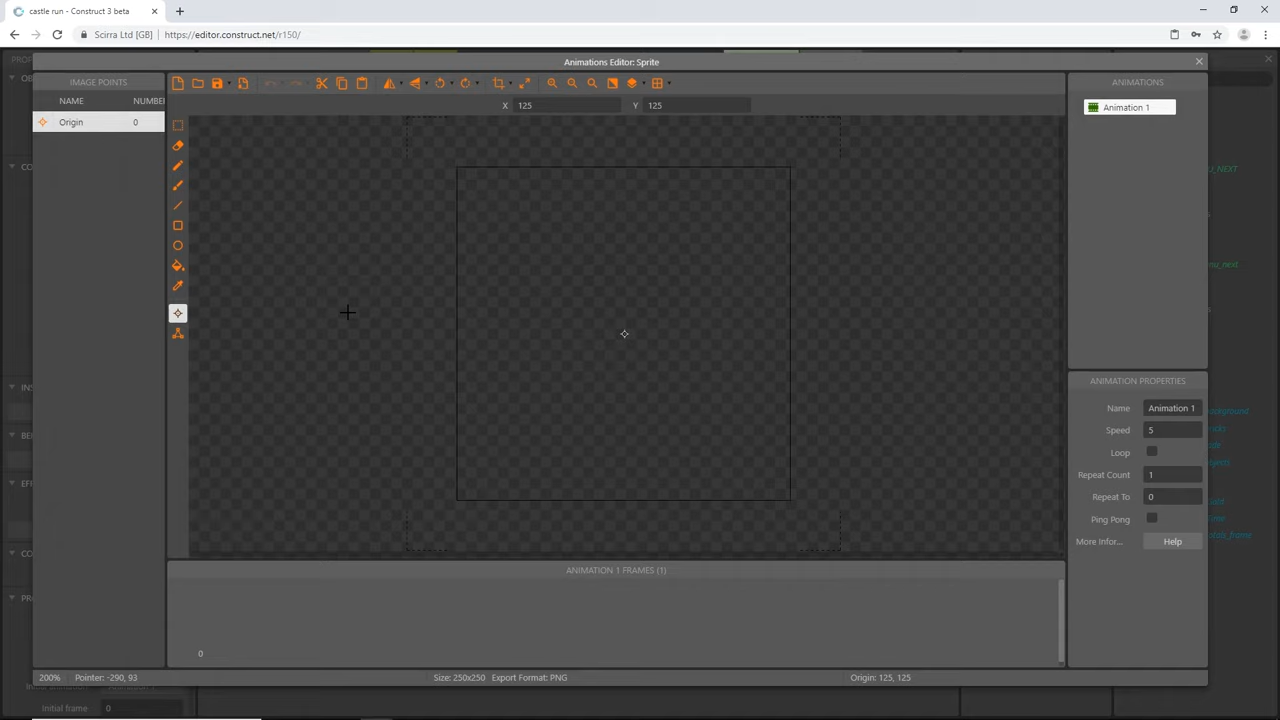 castle run - Construct 3 beta
Scirra Ltd [GB] | https://editor.construct.net/r150/
Animations Editor: Sprite
IMAGE POINTS
NAME NUMBER
Origin 0
X 125 Y 125
ANIMATIONS
Animation 1
ANIMATION PROPERTIES
Name Animation 1
Speed 5
Loop
Repeat Count 1
Repeat To 0
Ping Pong
More Infor... Help
ANIMATION 1 FRAMES (1)
0
200% Pointer: -290, 93 Size: 250x250 Export Format: PNG Origin: 125, 125
Initial frame 0